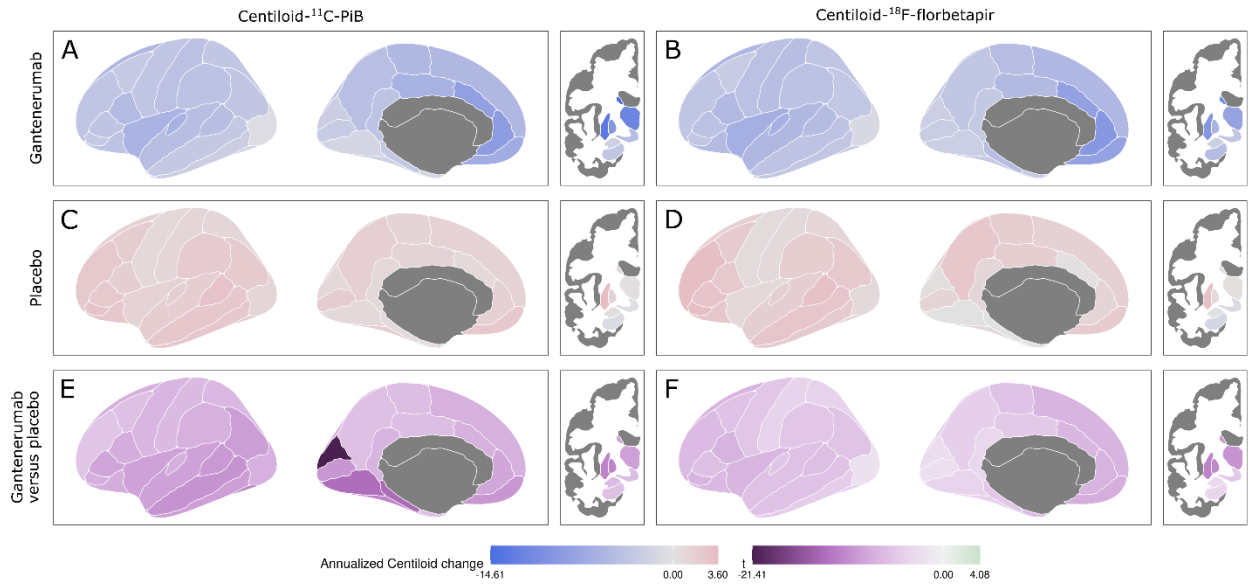 Centiloid-¹¹C-PiB
Centiloid-¹⁸F-florbetapir
Gantenerumab
A
B
Placebo
C
D
Gantenerumab
versus placebo
E
F
Annualized Centiloid change
-14.61
0.00
3.60
t
-21.41
0.00
4.08